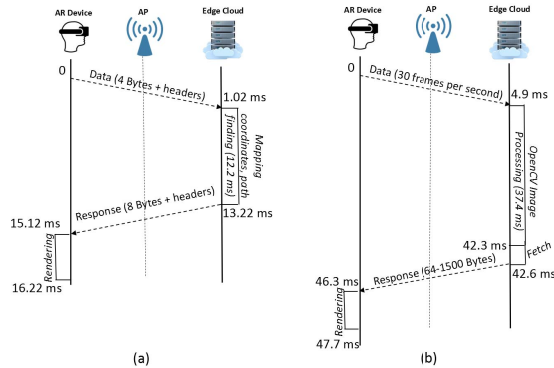 AR Device
AP
Edge Cloud
0
Data (4 Bytes + headers)
1.02 ms
Mapping
coordinates, path
finding (12.2 ms)
Response (8 Bytes + headers)
13.22 ms
15.12 ms
Rendering
16.22 ms
(a)
AR Device
AP
Edge Cloud
0
Data (30 frames per second)
4.9 ms
OpenCV Image
Processing (37.4 ms)
42.3 ms
Fetch
42.6 ms
Response (64-1500 Bytes)
46.3 ms
Rendering
47.7 ms
(b)